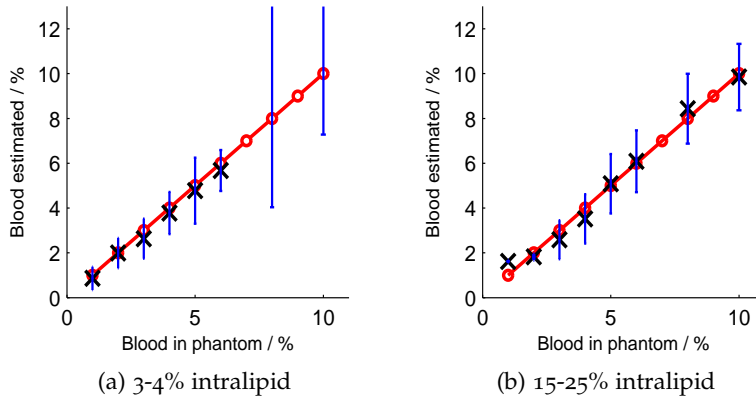 12
10
8
6
4
2
0
Blood estimated / %
0 5 10
Blood in phantom / %
(a) 3-4% intralipid
12
10
8
6
4
2
0
Blood estimated / %
0 5 10
Blood in phantom / %
(b) 15-25% intralipid